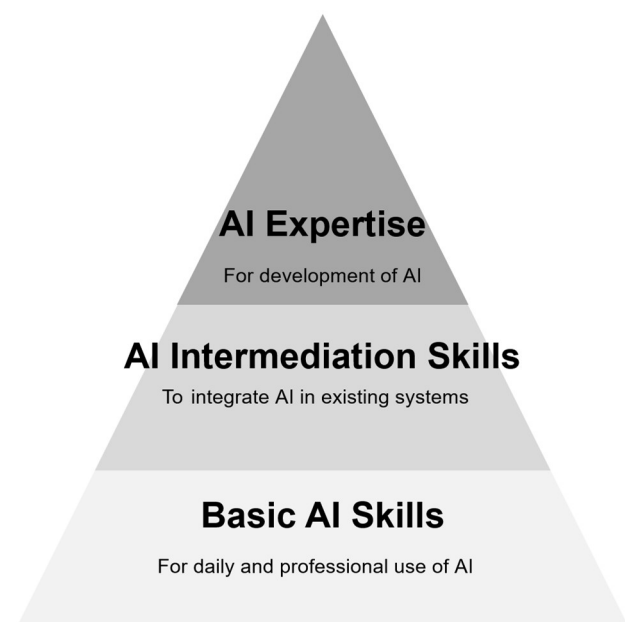 AI Expertise
For development of AI
AI Intermediation Skills
To integrate AI in existing systems
Basic AI Skills
For daily and professional use of AI